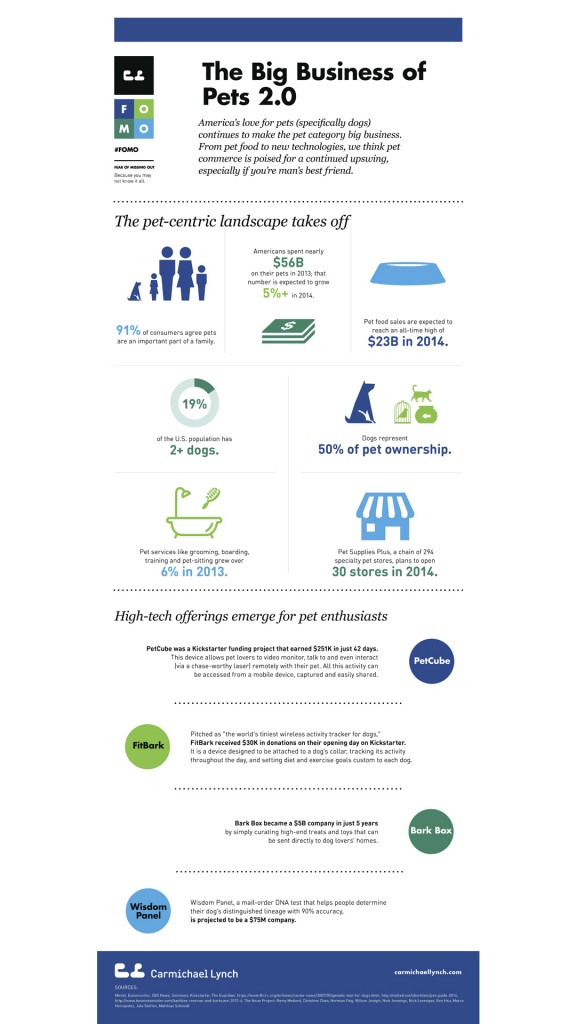 The Big Business of
Pets 2.0
F O
M O
#FOMO
FEAR OF MISSING OUT
Because you may
not know it all.
America's love for pets (specifically dogs)
continues to make the pet category big business.
From pet food to new technologies, we think pet
commerce is poised for a continued upswing,
especially if you're man's best friend.
The pet-centric landscape takes off
91% of consumers agree pets
are an important part of a family.
Americans spent nearly
$56B
on their pets in 2013; that
number is expected to grow
5%+ in 2014.
$
Pet food sales are expected to
reach an all-time high of
$23B in 2014.
19%
of the U.S. population has
2+ dogs.
Dogs represent
50% of pet ownership.
Pet services like grooming, boarding,
training and pet-sitting grew over
6% in 2013.
Pet Supplies Plus, a chain of 294
specialty pet stores, plans to open
30 stores in 2014.
High-tech offerings emerge for pet enthusiasts
PetCube was a Kickstarter funding project that earned $251K in just 42 days.
This device allows pet lovers to video monitor, talk to and even interact
(via a chase-worthy laser) remotely with their pet. All this activity can
be accessed from a mobile device, captured and easily shared.
PetCube
FitBark
Pitched as "the world's tiniest wireless activity tracker for dogs,"
FitBark received $30K in donations on their opening day on Kickstarter.
It is a device designed to be attached to a dog's collar, tracking its activity
throughout the day, and setting diet and exercise goals custom to each dog.
Bark Box became a $5B company in just 5 years
by simply curating high-end treats and toys that can
be sent directly to dog lovers' homes.
Bark Box
Wisdom
Panel
Wisdom Panel, a mail-order DNA test that helps people determine
their dog's distinguished lineage with 90% accuracy,
is projected to be a $75M company.
Carmichael Lynch
carmichaellynch.com
SOURCES: